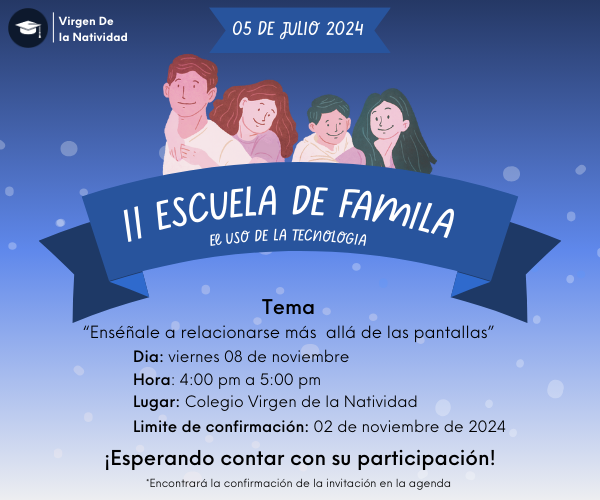 Virgen De
la Natividad
05 DE JULIO 2024
II ESCUELA DE FAMILA
El USO DE LA TECNOLOGIA
Tema
“Enséñale a relacionarse más allá de las pantallas”
Dia: viernes 08 de noviembre
Hora: 4:00 pm a 5:00 pm
Lugar: Colegio Virgen de la Natividad
Limite de confirmación: 02 de noviembre de 2024
¡Esperando contar con su participación!
*Encontrará la confirmación de la invitación en la agenda